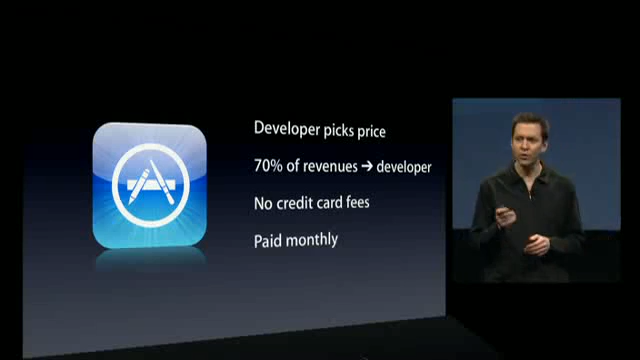 Developer picks price
70% of revenues → developer
No credit card fees
Paid monthly